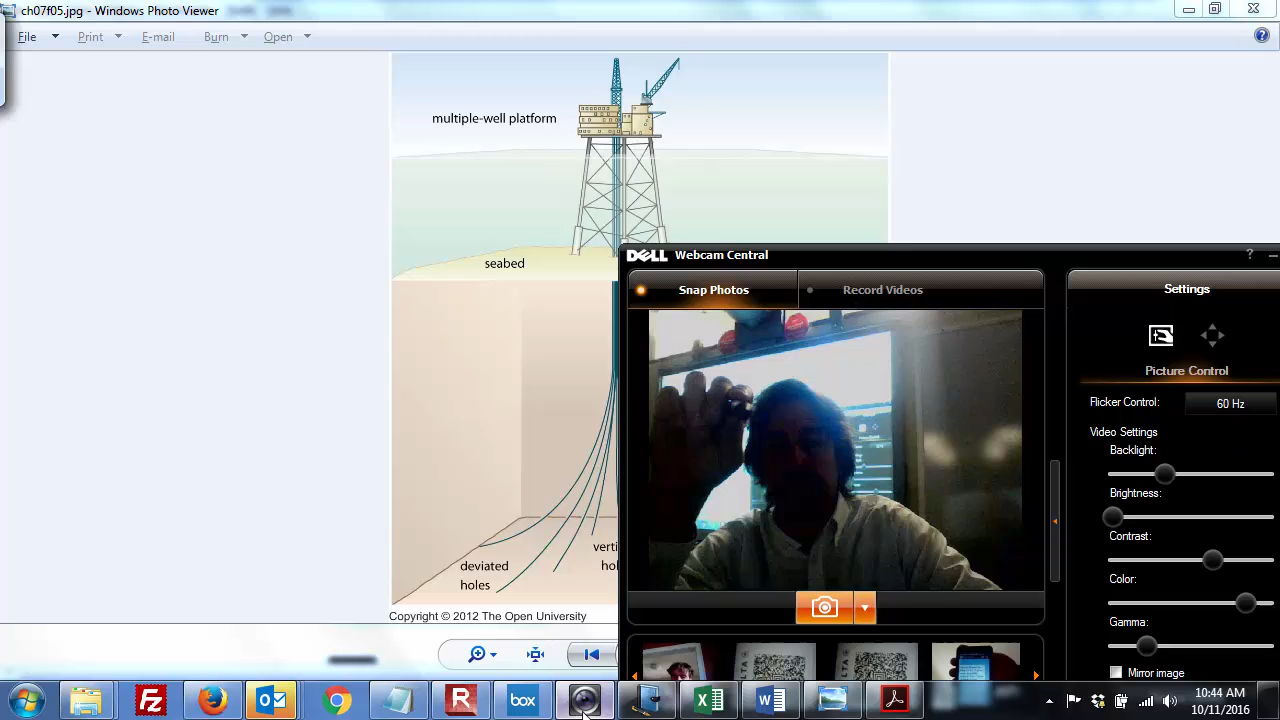 ch07f05.jpg - Windows Photo Viewer
File Print E-mail Burn Open
multiple-well platform
seabed
deviated
holes
verti
hol
Copyright © 2012 The Open University
DELL Webcam Central
Snap Photos
Record Videos
Settings
Picture Control
Flicker Control: 60 Hz
Video Settings
Backlight:
Brightness:
Contrast:
Color:
Gamma:
Mirror image
box
10:44 AM
10/11/2016